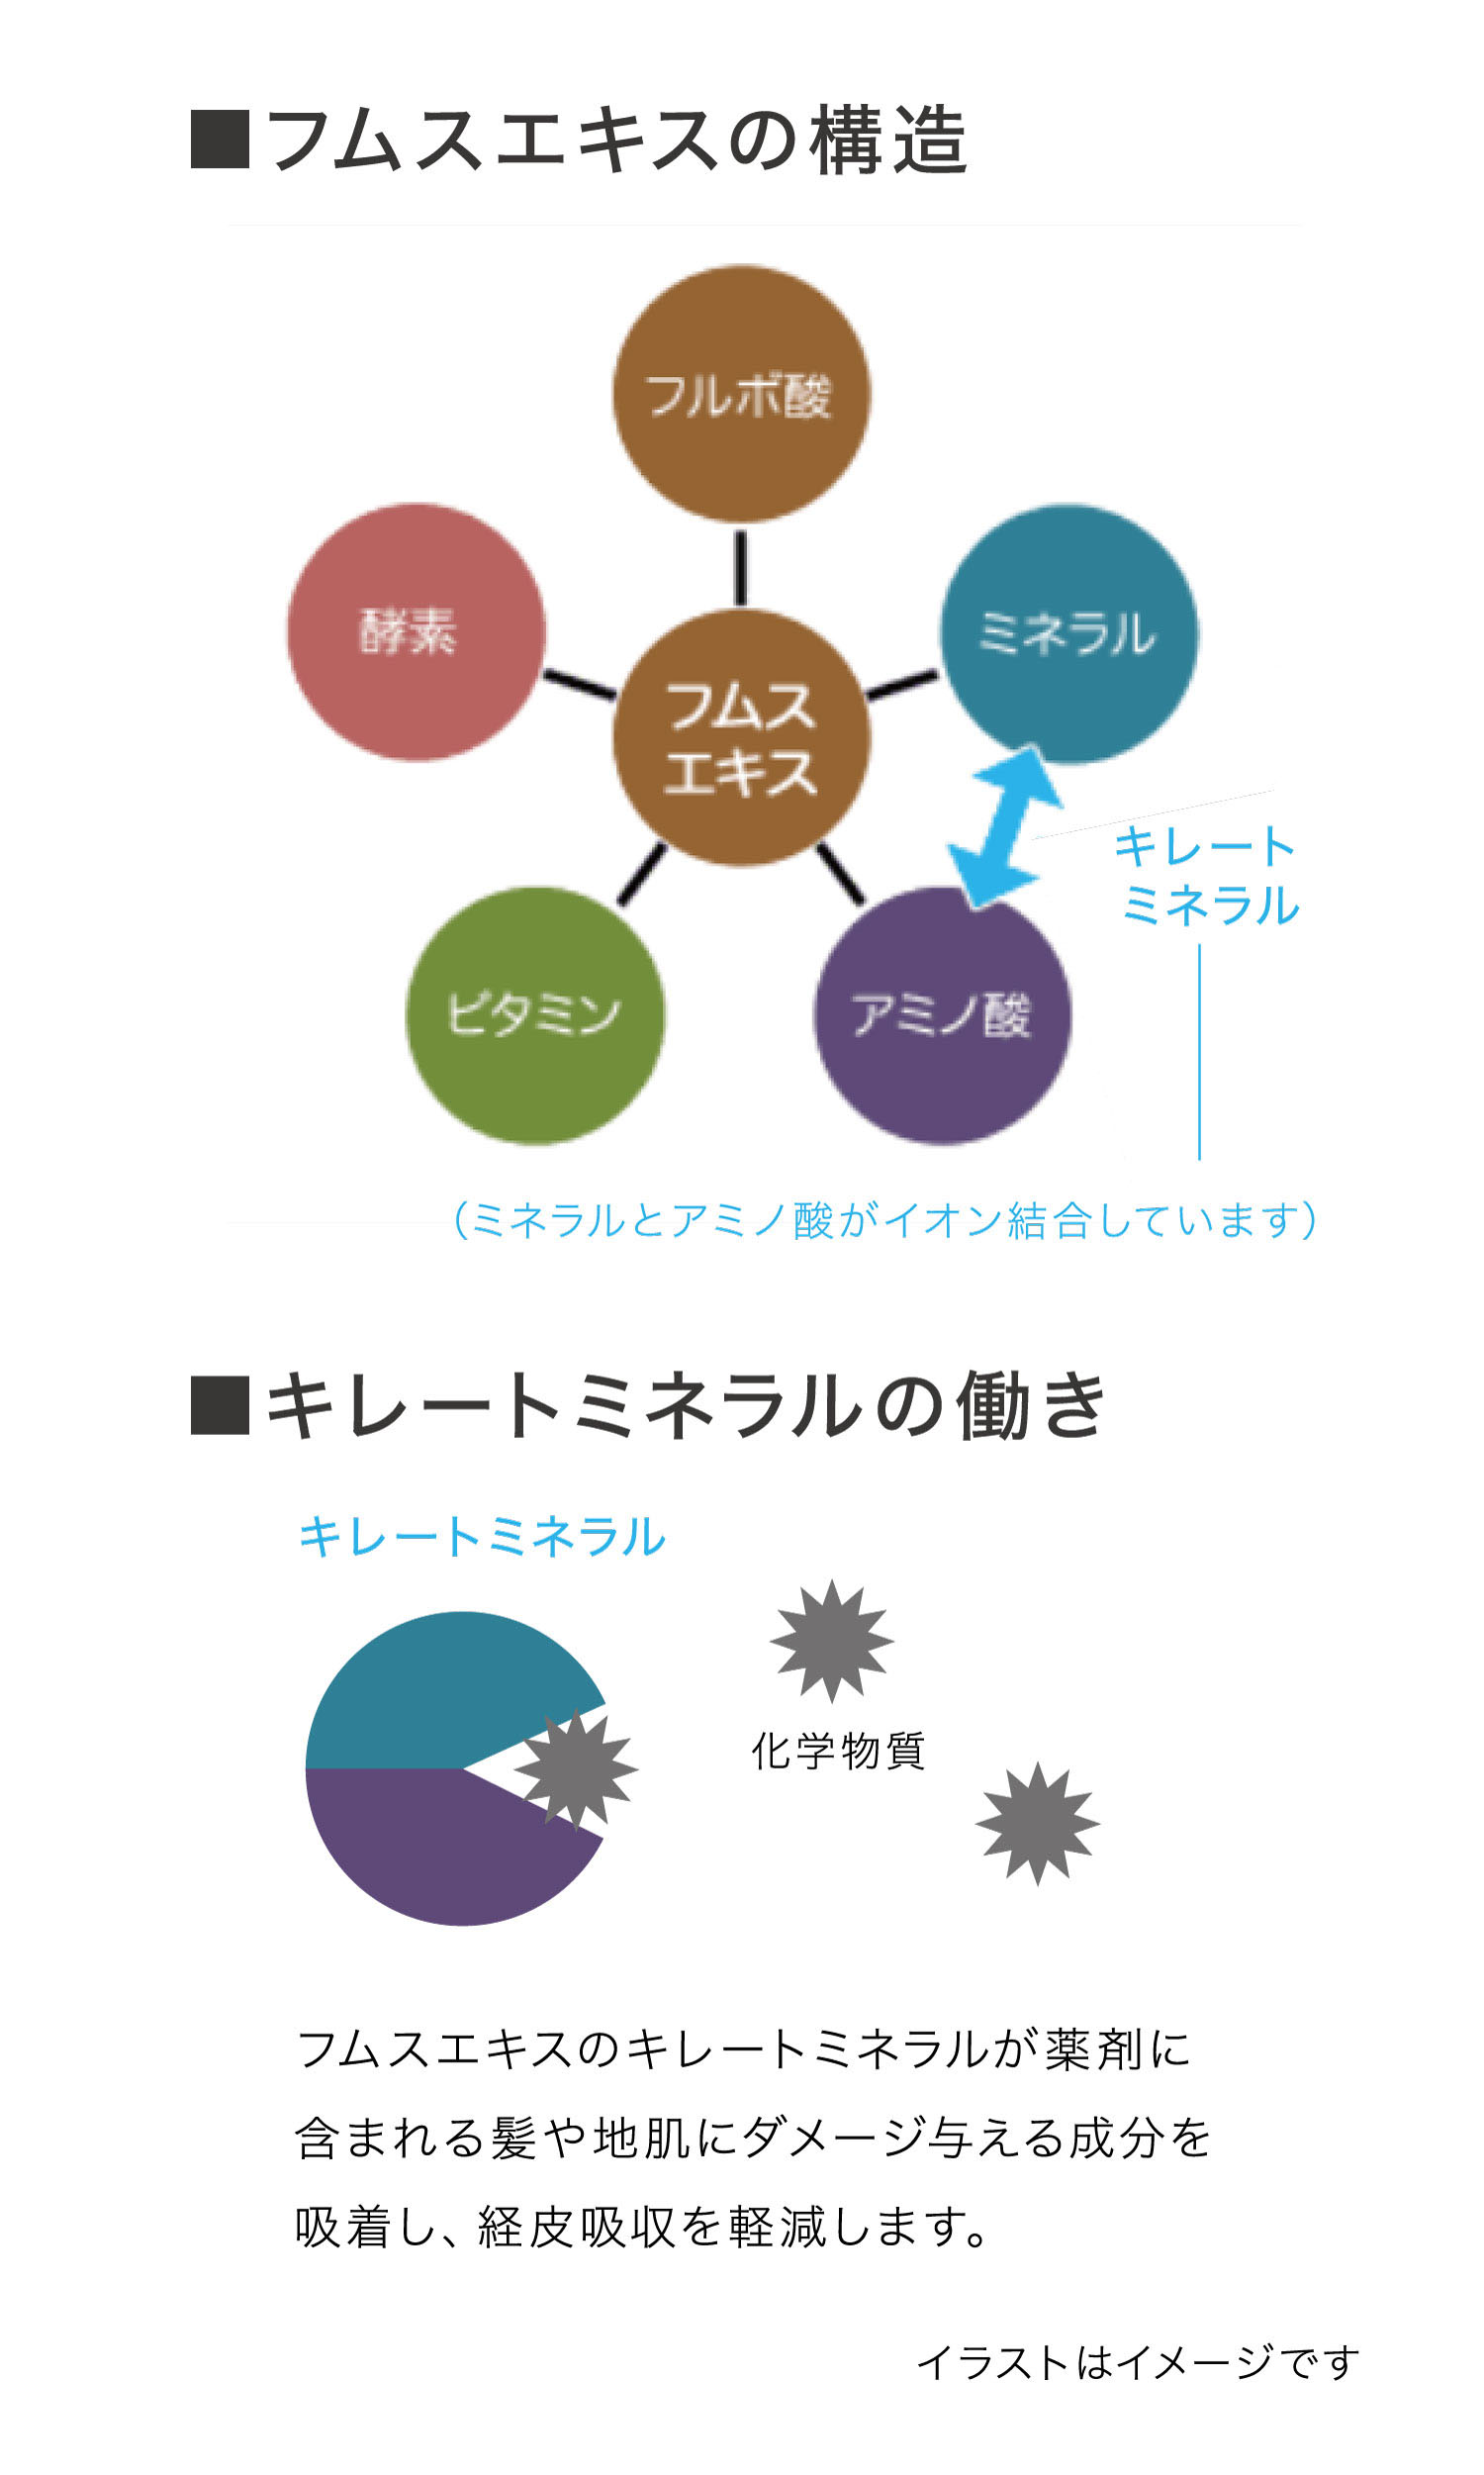 ■フムスエキスの構造
フルボ酸
酵素
ミネラル
フムス
エキス
キレート
ミネラル
ビタミン
アミノ酸
（ミネラルとアミノ酸がイオン結合しています）
■キレートミネラルの働き
キレートミネラル
化学物質
フムスエキスのキレートミネラルが薬剤に
含まれる髪や地肌にダメージ与える成分を
吸着し、経皮吸収を軽減します。
イラストはイメージです